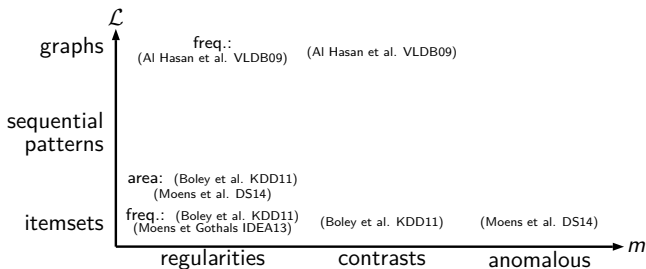 ℒ
graphs
freq.:
(Al Hasan et al. VLDB09)
(Al Hasan et al. VLDB09)
sequential
patterns
area: (Boley et al. KDD11)
(Moens et al. DS14)
itemsets
freq.: (Boley et al. KDD11)
(Moens et Gothals IDEA13)
(Boley et al. KDD11)
(Moens et al. DS14)
m
regularities
contrasts
anomalous